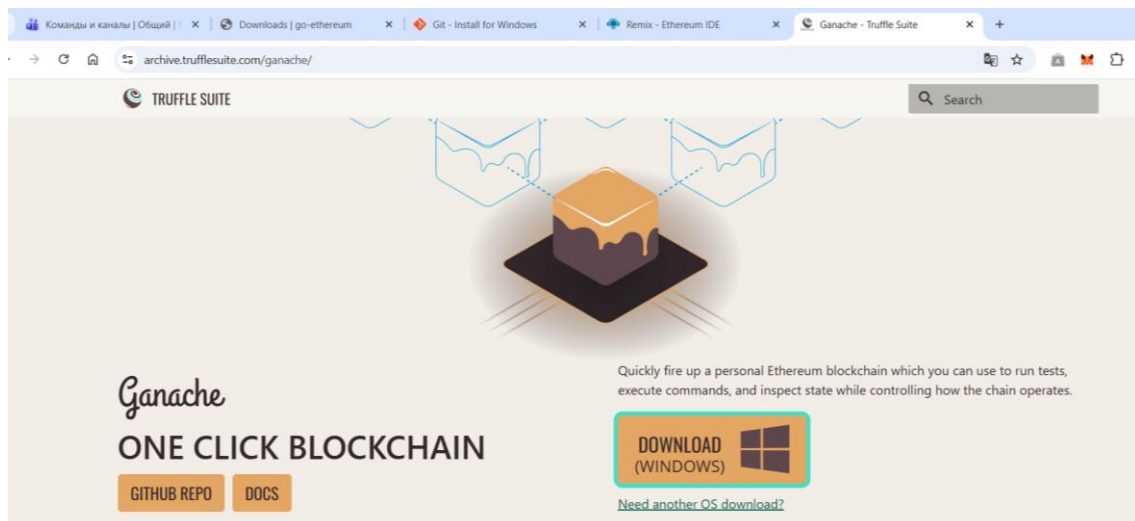 Команды и каналы | Общий |
Downloads | go-ethereum
Git - Install for Windows
Remix - Ethereum IDE
Ganache - Truffle Suite
archive.trufflesuite.com/ganache/
TRUFFLE SUITE
Search
Quickly fire up a personal Ethereum blockchain which you can use to run tests,
execute commands, and inspect state while controlling how the chain operates.
Ganache
ONE CLICK BLOCKCHAIN
DOWNLOAD
(WINDOWS)
GITHUB REPO
DOCS
Need another OS download?